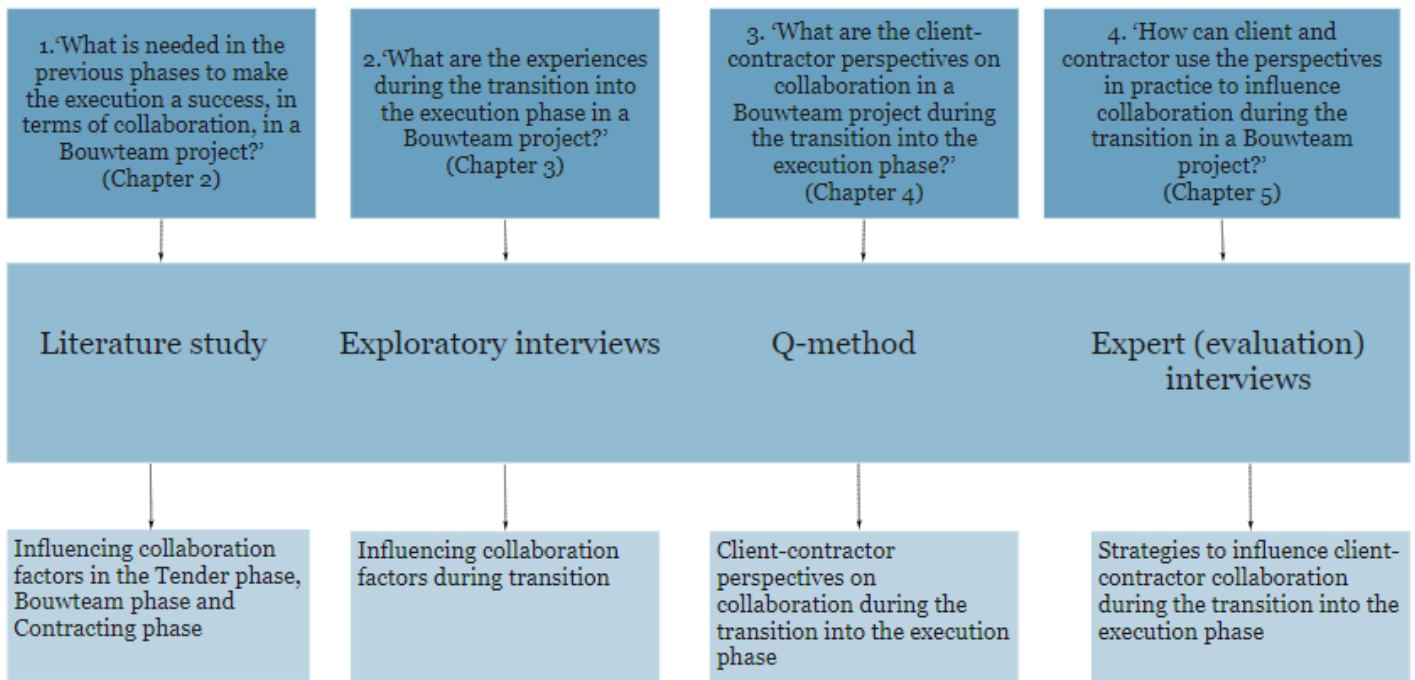 1.‘What is needed in the
previous phases to make
the execution a success, in
terms of collaboration, in a
Bouwteam project?’
(Chapter 2)
2.‘What are the experiences
during the transition into
the execution phase in a
Bouwteam project?’
(Chapter 3)
3. ‘What are the client-
contractor perspectives on
collaboration in a
Bouwteam project during
the transition into the
execution phase?’
(Chapter 4)
4. ‘How can client and
contractor use the perspectives
in practice to influence
collaboration during the
transition in a Bouwteam
project?’
(Chapter 5)
Literature study
Exploratory interviews
Q-method
Expert (evaluation)
interviews
Influencing collaboration
factors in the Tender phase,
Bouwteam phase and
Contracting phase
Influencing collaboration
factors during transition
Client-contractor
perspectives on
collaboration during the
transition into the execution
phase
Strategies to influence client-
contractor collaboration
during the transition into the
execution phase